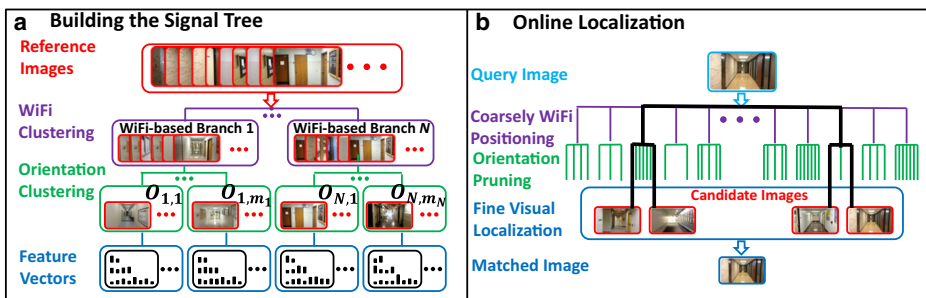 a Building the Signal Tree
Reference
Images
WiFi
Clustering
WiFi-based Branch 1
WiFi-based Branch N
Orientation
Clustering
O1,1
O1,m1
ON,1
ON,mN
Feature
Vectors
b Online Localization
Query Image
Coarsely WiFi
Positioning
Orientation
Pruning
Candidate Images
Fine Visual
Localization
Matched Image